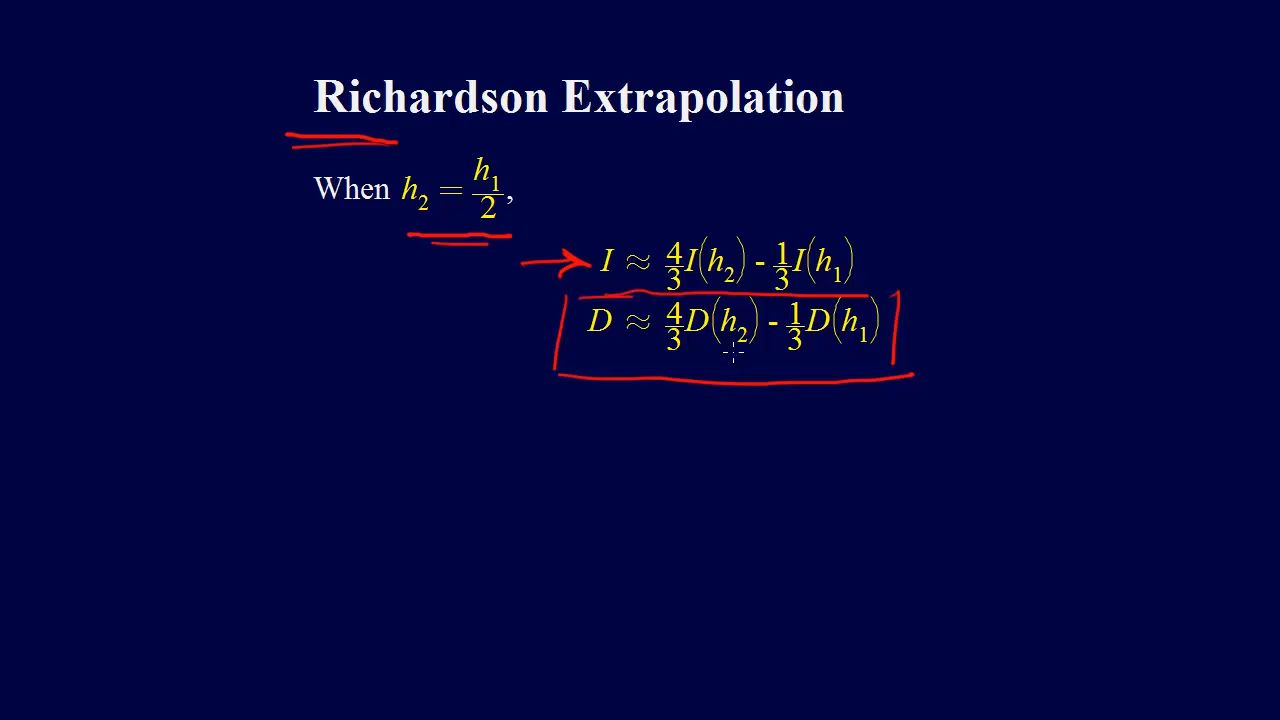 Richardson Extrapolation
When h₂ = h₁/2,
I ≈ 4/3 I(h₂) - 1/3 I(h₁)
D ≈ 4/3 D(h₂) - 1/3 D(h₁)